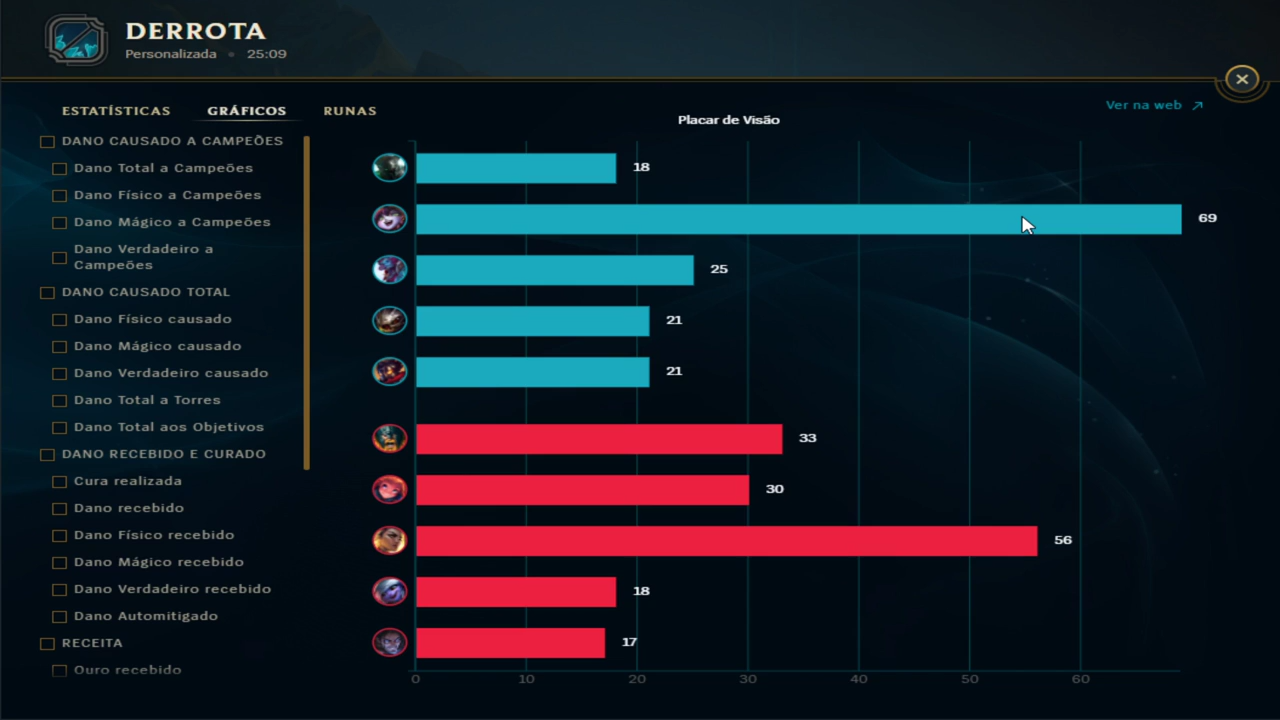 DERROTA
Personalizada • 25:09
ESTATÍSTICAS GRÁFICOS RUNAS
Ver na web ↗
DANO CAUSADO A CAMPEÕES
Dano Total a Campeões
Dano Físico a Campeões
Dano Mágico a Campeões
Dano Verdadeiro a
Campeões
DANO CAUSADO TOTAL
Dano Físico causado
Dano Mágico causado
Dano Verdadeiro causado
Dano Total a Torres
Dano Total aos Objetivos
DANO RECEBIDO E CURADO
Cura realizada
Dano recebido
Dano Físico recebido
Dano Mágico recebido
Dano Verdadeiro recebido
Dano Automitigado
RECEITA
Ouro recebido
Placar de Visão
18
69
25
21
21
33
30
56
18
17
0 10 20 30 40 50 60